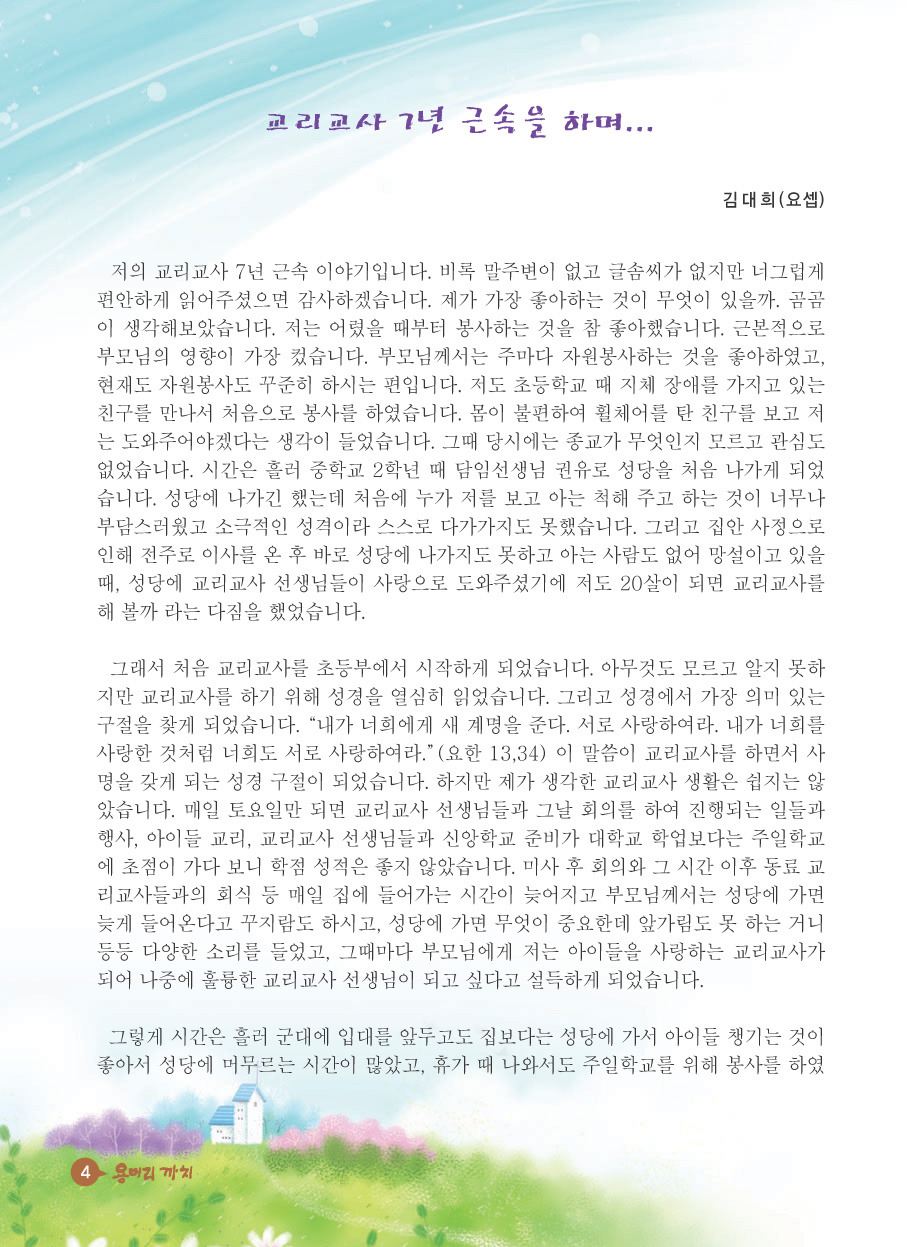 교리교사 7년 근속을 하며...
김대희(요셉)
저의 교리교사 7년 근속 이야기입니다. 비록 말주변이 없고 글솜씨가 없지만 너그럽게
편안하게 읽어주셨으면 감사하겠습니다. 제가 가장 좋아하는 것이 무엇이 있을까. 곰곰
이 생각해보았습니다. 저는 어렸을 때부터 봉사하는 것을 참 좋아했습니다. 근본적으로
부모님의 영향이 가장 컸습니다. 부모님께서는 주마다 자원봉사하는 것을 좋아하였고,
현재도 자원봉사도 꾸준히 하시는 편입니다. 저도 초등학교 때 지체 장애를 가지고 있는
친구를 만나서 처음으로 봉사를 하였습니다. 몸이 불편하여 휠체어를 탄 친구를 보고 저
는 도와주어야겠다는 생각이 들었습니다. 그때 당시에는 종교가 무엇인지 모르고 관심도
없었습니다. 시간은 흘러 중학교 2학년 때 담임선생님 권유로 성당을 처음 나가게 되었
습니다. 성당에 나가긴 했는데 처음에 누가 저를 보고 아는 척해 주고 하는 것이 너무나
부담스러웠고 소극적인 성격이라 스스로 다가가지도 못했습니다. 그리고 집안 사정으로
인해 전주로 이사를 온 후 바로 성당에 나가지도 못하고 아는 사람도 없어 망설이고 있을
때, 성당에 교리교사 선생님들이 사랑으로 도와주셨기에 저도 20살이 되면 교리교사를
해 볼까 라는 다짐을 했었습니다.
그래서 처음 교리교사를 초등부에서 시작하게 되었습니다. 아무것도 모르고 알지 못하
지만 교리교사를 하기 위해 성경을 열심히 읽었습니다. 그리고 성경에서 가장 의미 있는
구절을 찾게 되었습니다. “내가 너희에게 새 계명을 준다. 서로 사랑하여라. 내가 너희를
사랑한 것처럼 너희도 서로 사랑하여라.”(요한 13,34) 이 말씀이 교리교사를 하면서 사
명을 갖게 되는 성경 구절이 되었습니다. 하지만 제가 생각한 교리교사 생활은 쉽지는 않
았습니다. 매일 토요일만 되면 교리교사 선생님들과 그날 회의를 하여 진행되는 일들과
행사, 아이들 교리, 교리교사 선생님들과 신앙학교 준비가 대학교 학업보다는 주일학교
에 초점이 가다 보니 학점 성적은 좋지 않았습니다. 미사 후 회의와 그 시간 이후 동료 교
리교사들과의 회식 등 매일 집에 들어가는 시간이 늦어지고 부모님께서는 성당에 가면
늦게 들어온다고 꾸지람도 하시고, 성당에 가면 무엇이 중요한데 앞가림도 못 하는 거니
등등 다양한 소리를 들었고, 그때마다 부모님에게 저는 아이들을 사랑하는 교리교사가
되어 나중에 훌륭한 교리교사 선생님이 되고 싶다고 설득하게 되었습니다.
그렇게 시간은 흘러 군대에 입대를 앞두고도 집보다는 성당에 가서 아이들 챙기는 것이
좋아서 성당에 머무르는 시간이 많았고, 휴가 때 나와서도 주일학교를 위해 봉사를 하였
4 용머리 까치